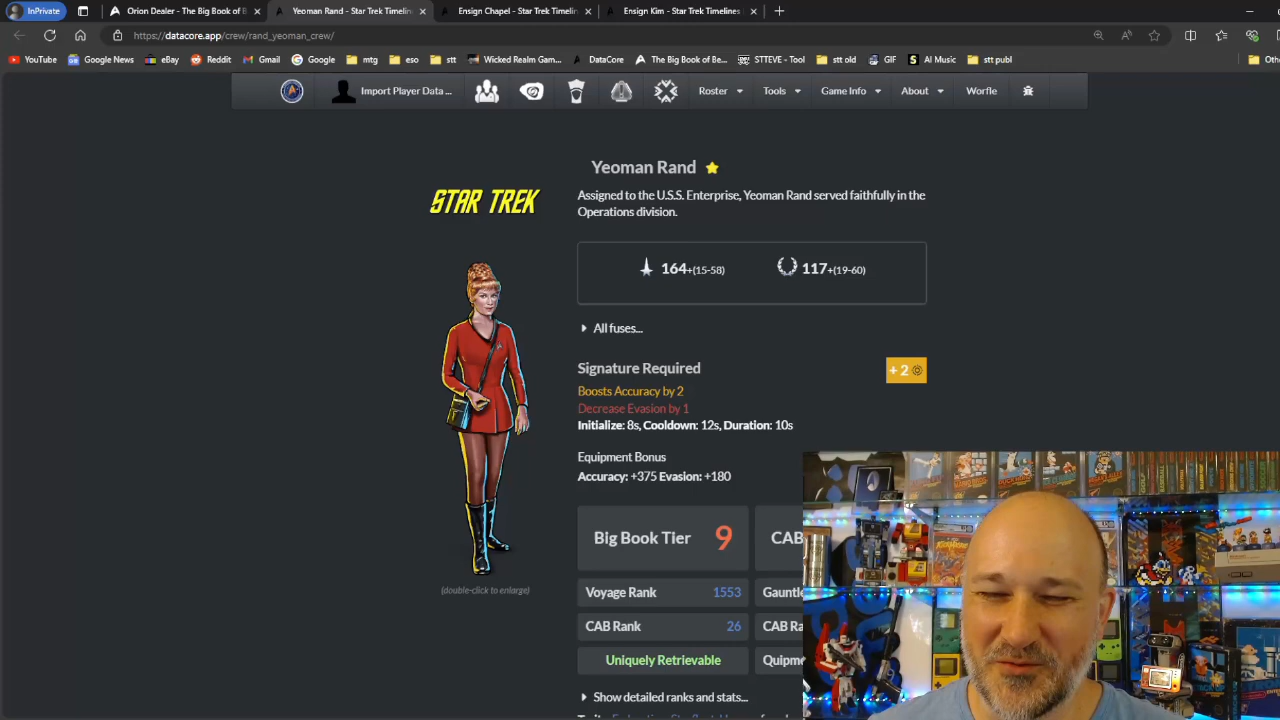 InPrivate
Orion Dealer - The Big Book of B
Yeoman Rand - Star Trek Timeline
Ensign Chapel - Star Trek Timelin
Ensign Kim - Star Trek Timelines
https://datacore.app/crew/rand_yeoman_crew/
YouTube
Google News
eBay
Reddit
Gmail
Google
mtg
eso
stt
Wicked Realm Gam...
DataCore
The Big Book of Be...
STTEVE - Tool
stt old
GIF
AI Music
stt publ
Import Player Data ...
Roster
Tools
Game Info
About
Worfle
Yeoman Rand
STAR TREK
Assigned to the U.S.S. Enterprise, Yeoman Rand served faithfully in the
Operations division.
164+(15-58)
117+(19-60)
All fuses...
Signature Required
+ 2
Boosts Accuracy by 2
Decrease Evasion by 1
Initialize: 8s, Cooldown: 12s, Duration: 10s
Equipment Bonus
Accuracy: +375 Evasion: +180
Big Book Tier 9
CAB
(double-click to enlarge)
Voyage Rank 1553
Gauntle
CAB Rank 26
CAB Ra
Uniquely Retrievable
Quipme
Show detailed ranks and stats...